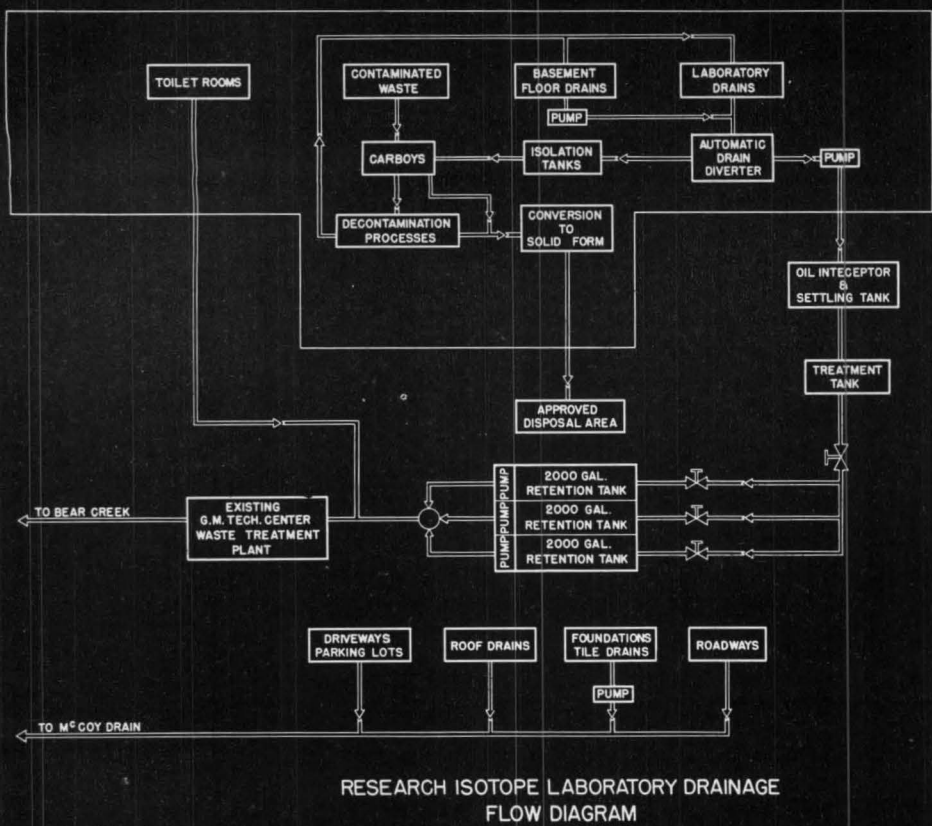 TOILET ROOMS
CONTAMINATED
WASTE
BASEMENT
FLOOR DRAINS
LABORATORY
DRAINS
PUMP
CARBOYS
ISOLATION
TANKS
AUTOMATIC
DRAIN
DIVERTER
PUMP
DECONTAMINATION
PROCESSES
CONVERSION
TO
SOLID FORM
OIL INTECEPTOR
&
SETTLING TANK
TREATMENT
TANK
APPROVED
DISPOSAL AREA
PUMP
2000 GAL.
RETENTION TANK
PUMP
2000 GAL.
RETENTION TANK
PUMP
2000 GAL.
RETENTION TANK
EXISTING
G.M. TECH. CENTER
WASTE TREATMENT
PLANT
TO BEAR CREEK
DRIVEWAYS
PARKING LOTS
ROOF DRAINS
FOUNDATIONS
TILE DRAINS
ROADWAYS
PUMP
TO McCOY DRAIN
RESEARCH ISOTOPE LABORATORY DRAINAGE
FLOW DIAGRAM